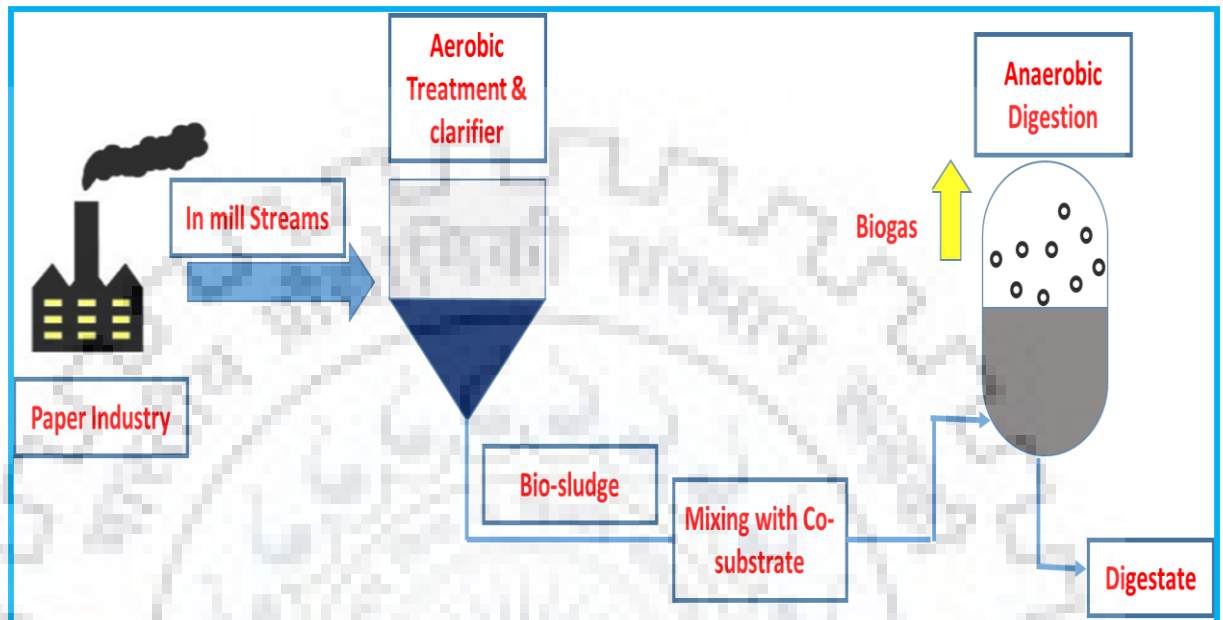 Aerobic
Treatment &
clarifier
Anaerobic
Digestion
In mill Streams
Biogas
Paper Industry
Bio-sludge
Mixing with Co-
substrate
Digestate